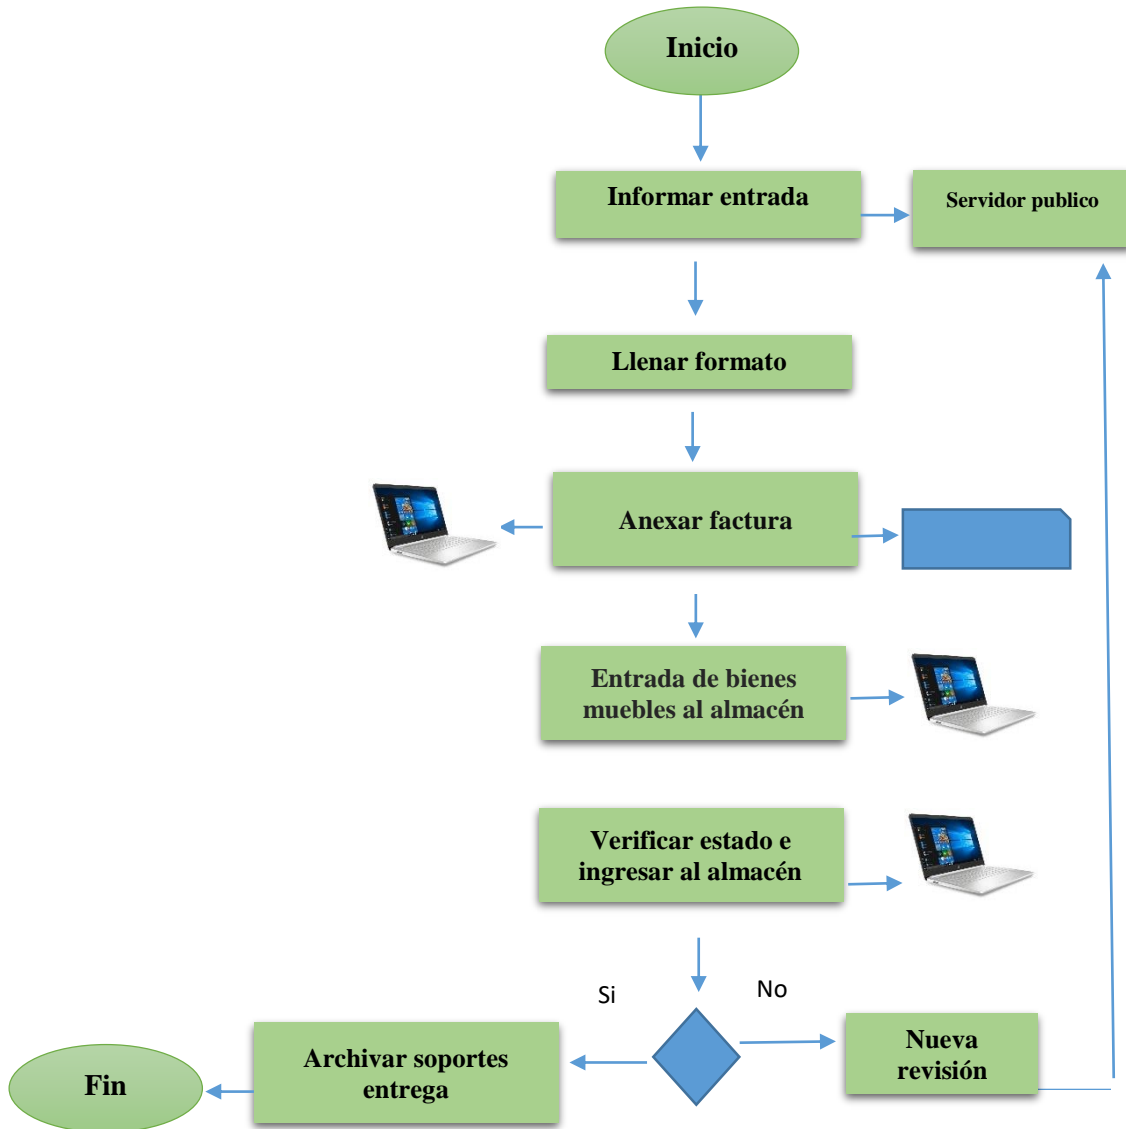 Inicio
Informar entrada
Servidor publico
Llenar formato
Anexar factura
Entrada de bienes
muebles al almacén
Verificar estado e
ingresar al almacén
Si
No
Archivar soportes
entrega
Nueva
revisión
Fin